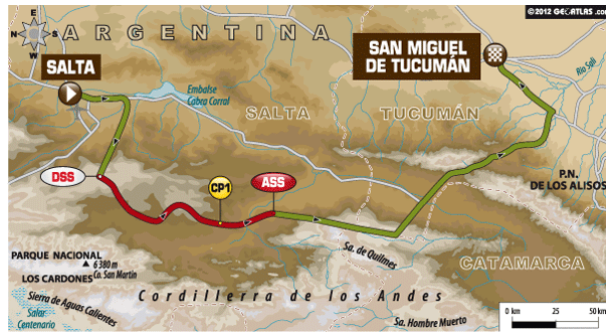 ©2012 GEOATLAS.com
E
N S
W
ARGENTINA
SALTA
SAN MIGUEL
DE TUCUMÁN
Río Salí
Embalse
Cabra Corral
SALTA
TUCUMÁN
DSS
CP1
ASS
P.N.
DE LOS ALISOS
Sa. de Quilmes
CATAMARCA
PARQUE NACIONAL
6 380 m
Co. San Martín
LOS CARDONES
Cordillerra de los Andes
Sierra de Aguas Calientes
Salar
Centenario
Sa. Hombre Muerto
0 km 25 50 km